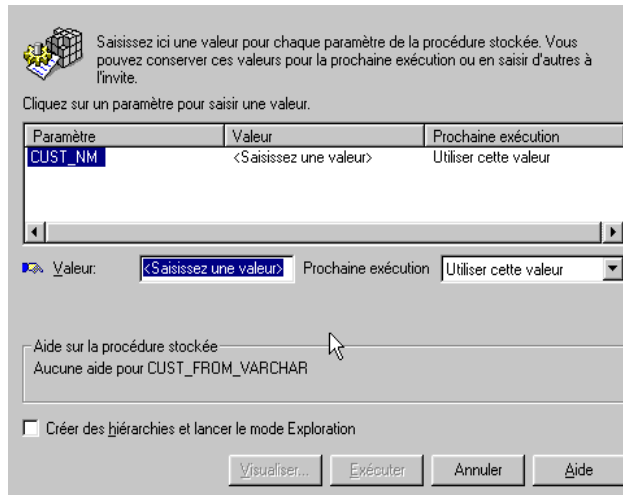 Saisissez ici une valeur pour chaque paramètre de la procédure stockée. Vous
pouvez conserver ces valeurs pour la prochaine exécution ou en saisir d'autres à
l'invite.
Cliquez sur un paramètre pour saisir une valeur.
Paramètre Valeur Prochaine exécution
CUST_NM <Saisissez une valeur> Utiliser cette valeur
Valeur: <Saisissez une valeur> Prochaine exécution Utiliser cette valeur
Aide sur la procédure stockée
Aucune aide pour CUST_FROM_VARCHAR
Créer des hiérarchies et lancer le mode Exploration
Visualiser... Exécuter Annuler Aide